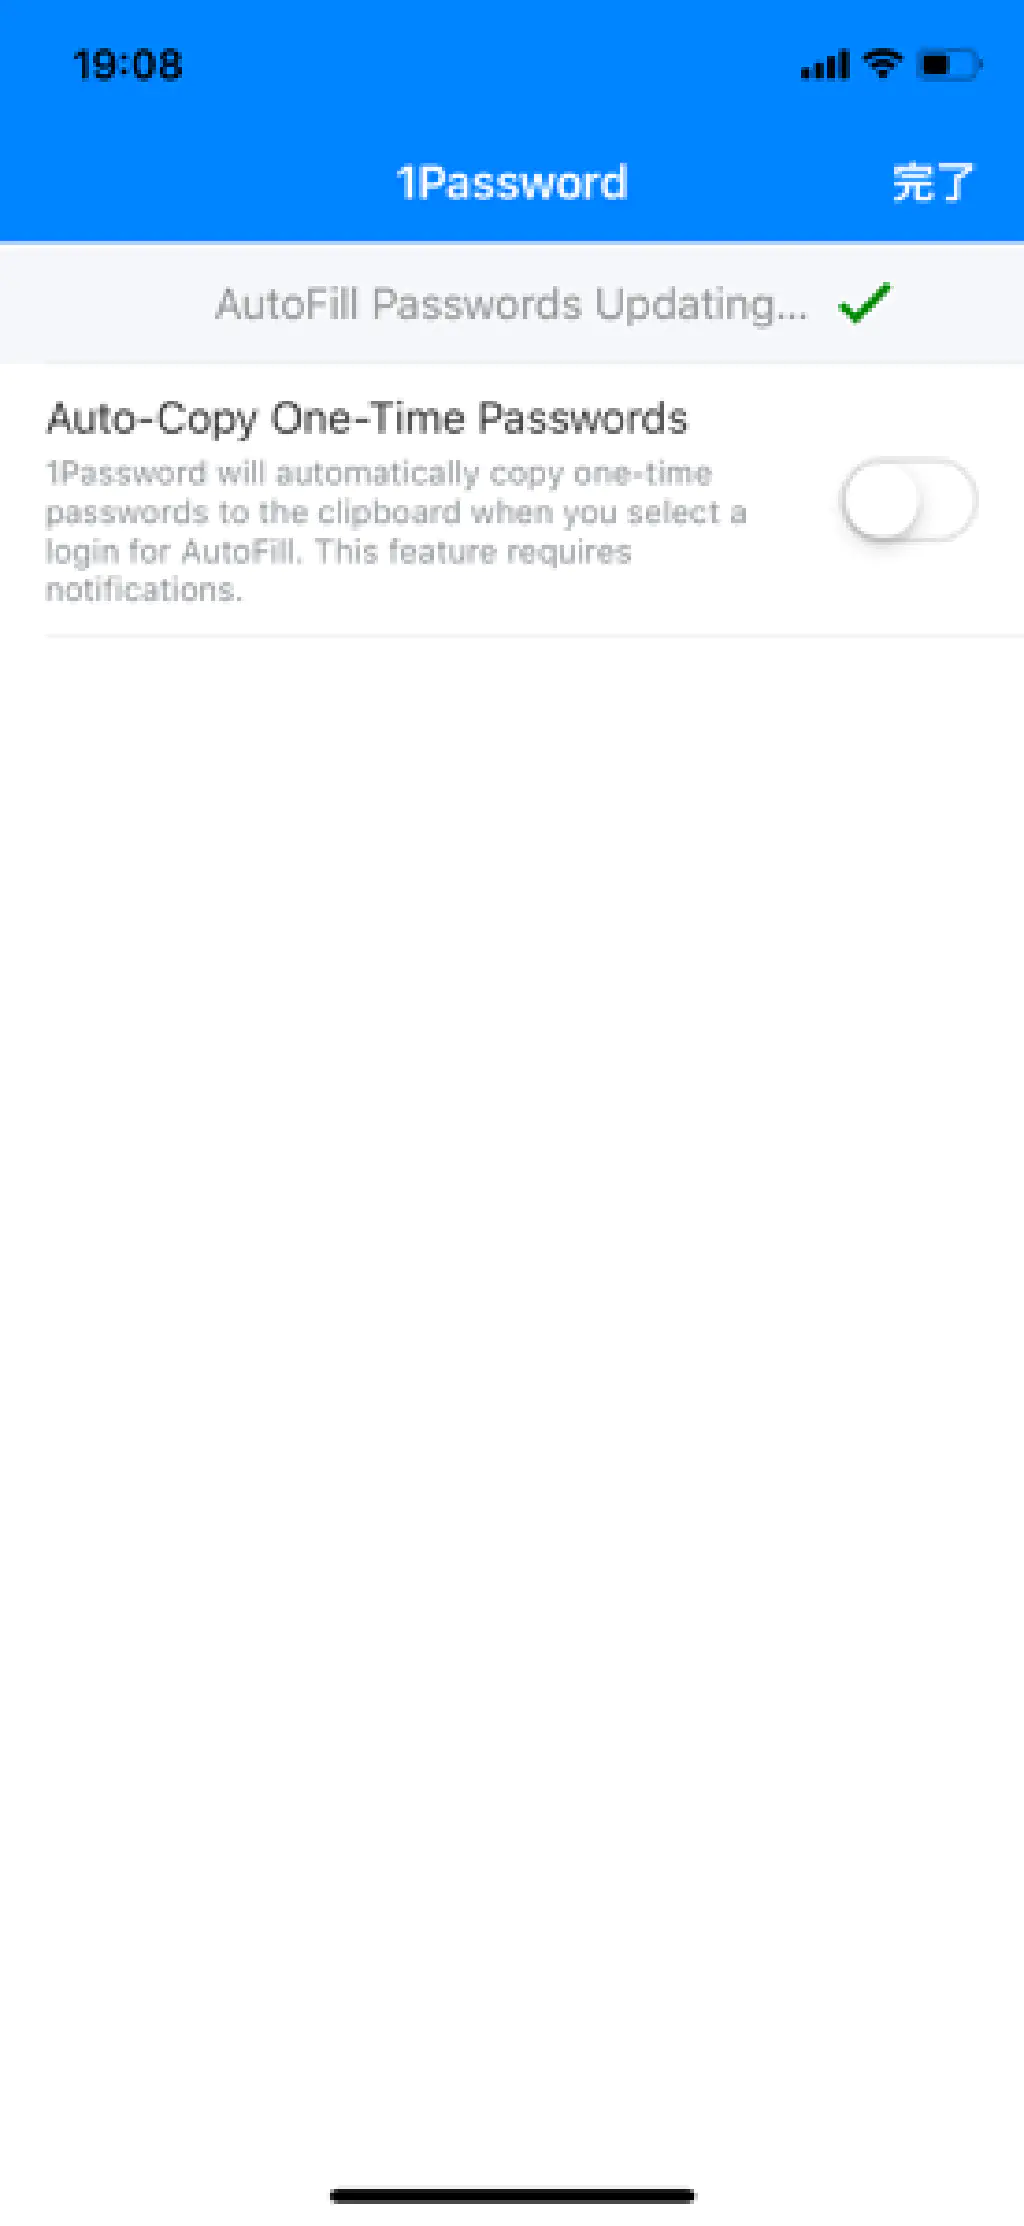 19:08
1Password
完了
AutoFill Passwords Updating...
Auto-Copy One-Time Passwords
1Password will automatically copy one-time
passwords to the clipboard when you select a
login for AutoFill. This feature requires
notifications.